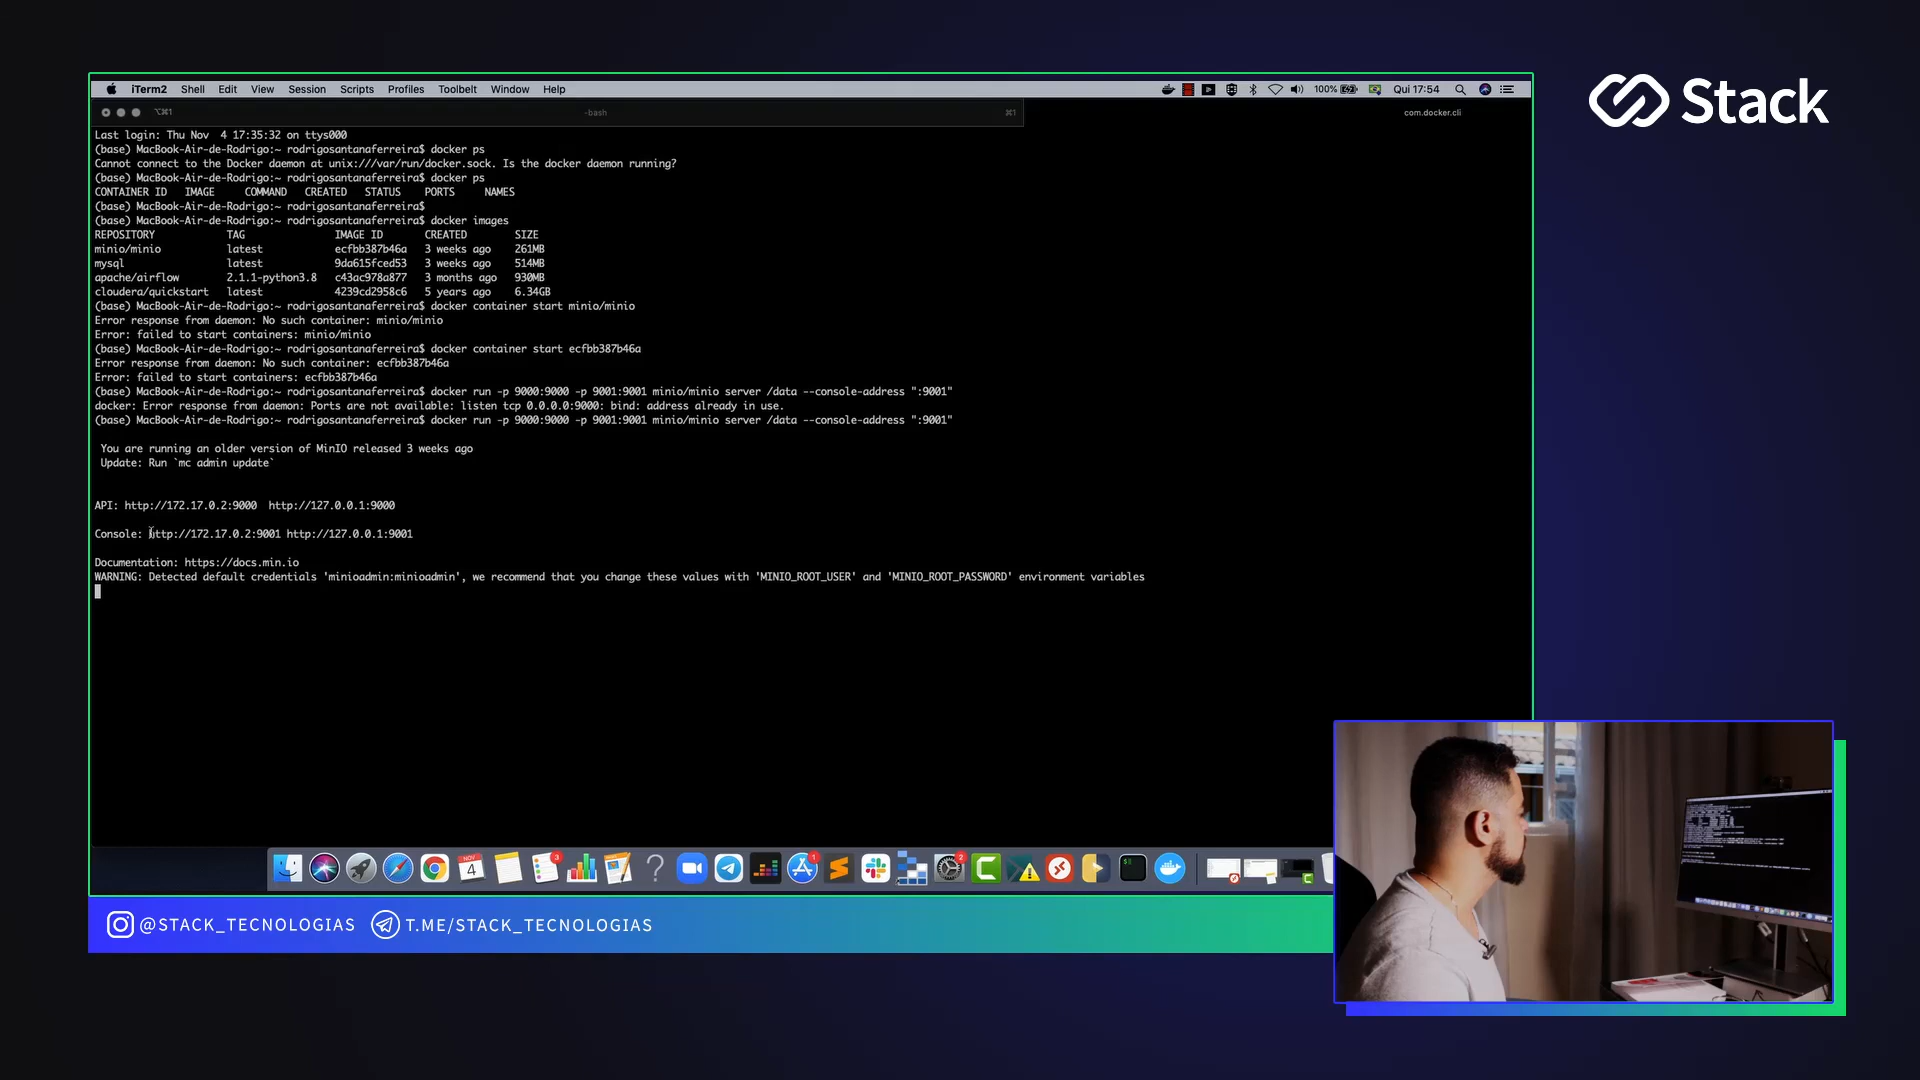 iTerm2 Shell Edit View Session Scripts Profiles Toolbelt Window Help 100% Qui 17:54
Stack
⌥⌘1 -bash ⌘1 com.docker.cli
Last login: Thu Nov  4 17:35:32 on ttys000
(base) MacBook-Air-de-Rodrigo:~ rodrigosantanaferreira$ docker ps
Cannot connect to the Docker daemon at unix:///var/run/docker.sock. Is the docker daemon running?
(base) MacBook-Air-de-Rodrigo:~ rodrigosantanaferreira$ docker ps
CONTAINER ID   IMAGE     COMMAND   CREATED   STATUS    PORTS     NAMES
(base) MacBook-Air-de-Rodrigo:~ rodrigosantanaferreira$
(base) MacBook-Air-de-Rodrigo:~ rodrigosantanaferreira$ docker images
REPOSITORY            TAG               IMAGE ID       CREATED        SIZE
minio/minio           latest            ecfbb387b46a   3 weeks ago    261MB
mysql                 latest            9da615fced53   3 weeks ago    514MB
apache/airflow        2.1.1-python3.8   c43ac978a877   3 months ago   930MB
cloudera/quickstart   latest            4239cd2958c6   5 years ago    6.34GB
(base) MacBook-Air-de-Rodrigo:~ rodrigosantanaferreira$ docker container start minio/minio
Error response from daemon: No such container: minio/minio
Error: failed to start containers: minio/minio
(base) MacBook-Air-de-Rodrigo:~ rodrigosantanaferreira$ docker container start ecfbb387b46a
Error response from daemon: No such container: ecfbb387b46a
Error: failed to start containers: ecfbb387b46a
(base) MacBook-Air-de-Rodrigo:~ rodrigosantanaferreira$ docker run -p 9000:9000 -p 9001:9001 minio/minio server /data --console-address ":9001"
docker: Error response from daemon: Ports are not available: listen tcp 0.0.0.0:9000: bind: address already in use.
(base) MacBook-Air-de-Rodrigo:~ rodrigosantanaferreira$ docker run -p 9000:9000 -p 9001:9001 minio/minio server /data --console-address ":9001"
You are running an older version of MinIO released 3 weeks ago
Update: Run `mc admin update`
API: http://172.17.0.2:9000  http://127.0.0.1:9000
Console: http://172.17.0.2:9001 http://127.0.0.1:9001
Documentation: https://docs.min.io
WARNING: Detected default credentials 'minioadmin:minioadmin', we recommend that you change these values with 'MINIO_ROOT_USER' and 'MINIO_ROOT_PASSWORD' environment variables
NOV
4 3 1 2
@STACK_TECNOLOGIAS T.ME/STACK_TECNOLOGIAS